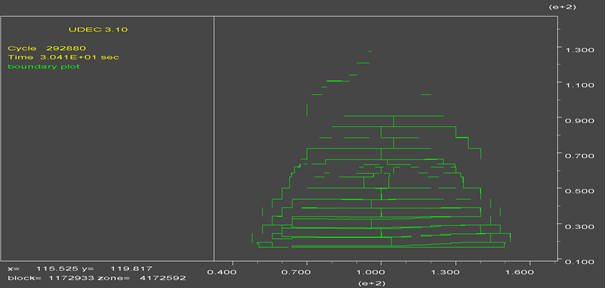 (e+2)
UDEC 3.10
Cycle 292880
Time 3.041E+01 sec
boundary plot
1.300
1.100
0.900
0.700
0.500
0.300
0.100
x= 115.525 y= 119.817
block= 1172933 zone= 4172592
0.400 0.700 1.000 1.300 1.600
(e+2)